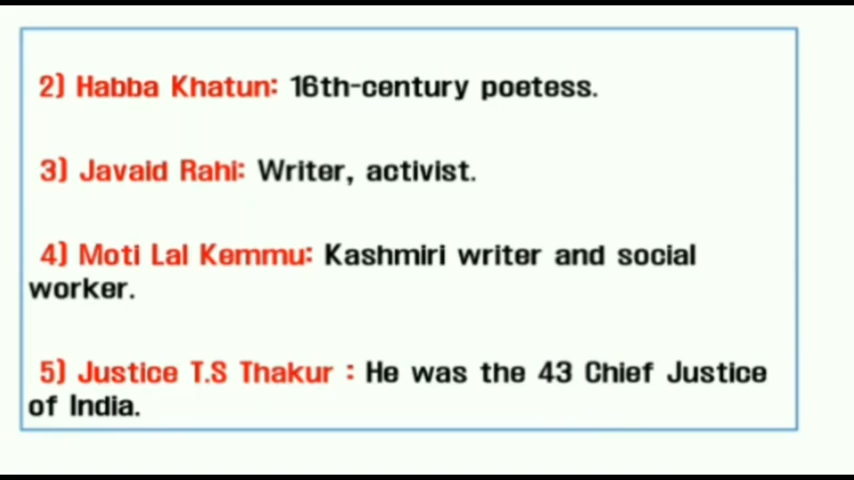 2) Habba Khatun: 16th-century poetess.
3) Javaid Rahi: Writer, activist.
4) Moti Lal Kemmu: Kashmiri writer and social
worker.
5) Justice T.S Thakur : He was the 43 Chief Justice
of India.